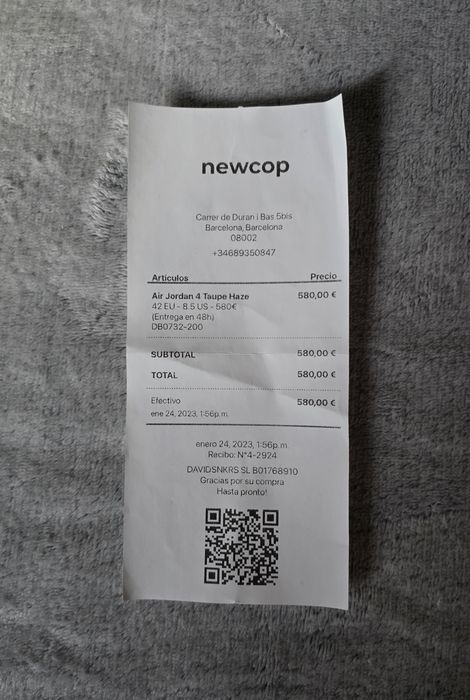 newcop
Carrer de Duran i Bas 5bis
Barcelona, Barcelona
08002
+34689350847
Artículos Precio
Air Jordan 4 Taupe Haze 580,00 €
42 EU - 8.5 US - 580€
(Entrega en 48h)
DB0732-200
SUBTOTAL 580,00 €
TOTAL 580,00 €
Efectivo 580,00 €
ene 24, 2023, 1:56p.m.
enero 24, 2023, 1:56p.m.
Recibo: N°4-2924
DAVIDSNKRS SL B01768910
Gracias por su compra
Hasta pronto!